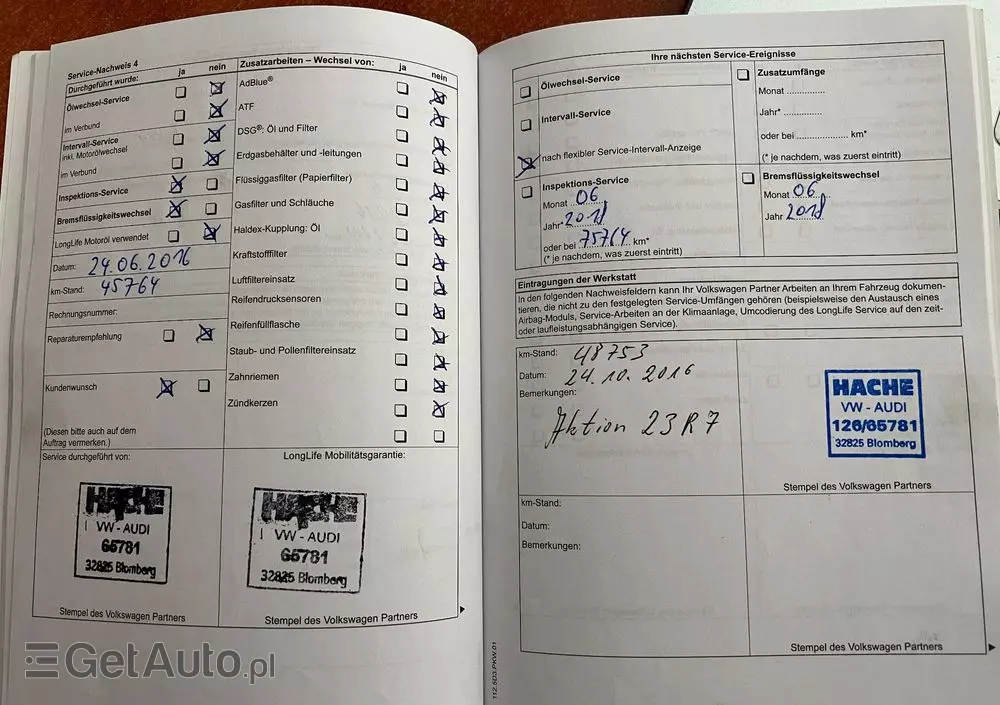 Service-Nachweis 4
Durchgeführt wurde: ja nein
Ölwechsel-Service
im Verbund
Intervall-Service
inkl. Motorölwechsel
im Verbund
Inspektions-Service
Bremsflüssigkeitswechsel
LongLife Motoröl verwendet
Datum: 24.06.2016
km-Stand: 45764
Rechnungsnummer:
Reparaturempfehlung
Kundenwunsch
(Diesen bitte auch auf dem
Auftrag vermerken.)
Service durchgeführt von:
HACHE
VW - AUDI
65781
32825 Blomberg
Stempel des Volkswagen Partners
Zusatzarbeiten – Wechsel von: ja nein
AdBlue®
ATF
DSG®: Öl und Filter
Erdgasbehälter und -leitungen
Flüssiggasfilter (Papierfilter)
Gasfilter und Schläuche
Haldex-Kupplung: Öl
Kraftstofffilter
Luftfiltereinsatz
Reifendrucksensoren
Reifenfüllflasche
Staub- und Pollenfiltereinsatz
Zahnriemen
Zündkerzen
LongLife Mobilitätsgarantie:
HACHE
VW - AUDI
65781
32825 Blomberg
Stempel des Volkswagen Partners
Ihre nächsten Service-Ereignisse
Ölwechsel-Service
Intervall-Service
nach flexibler Service-Intervall-Anzeige
Inspektions-Service
Monat 06
Jahr* 2018
oder bei 75764 km*
(* je nachdem, was zuerst eintritt)
Zusatzumfänge
Monat ..............
Jahr* ..............
oder bei .................... km*
(* je nachdem, was zuerst eintritt)
Bremsflüssigkeitswechsel
Monat 06
Jahr 2018
Eintragungen der Werkstatt
In den folgenden Nachweisfeldern kann Ihr Volkswagen Partner Arbeiten an Ihrem Fahrzeug dokumen-
tieren, die nicht zu den festgelegten Service-Umfängen gehören (beispielsweise den Austausch eines
Airbag-Moduls, Service-Arbeiten an der Klimaanlage, Umcodierung des LongLife Service auf den zeit-
oder laufleistungsabhängigen Service).
km-Stand: 48753
Datum: 24.10.2016
Bemerkungen:
Aktion 23R7
HACHE
VW - AUDI
126/65781
32825 Blomberg
Stempel des Volkswagen Partners
km-Stand:
Datum:
Bemerkungen:
Stempel des Volkswagen Partners
112.5D3.PKW.01
GetAuto.pl